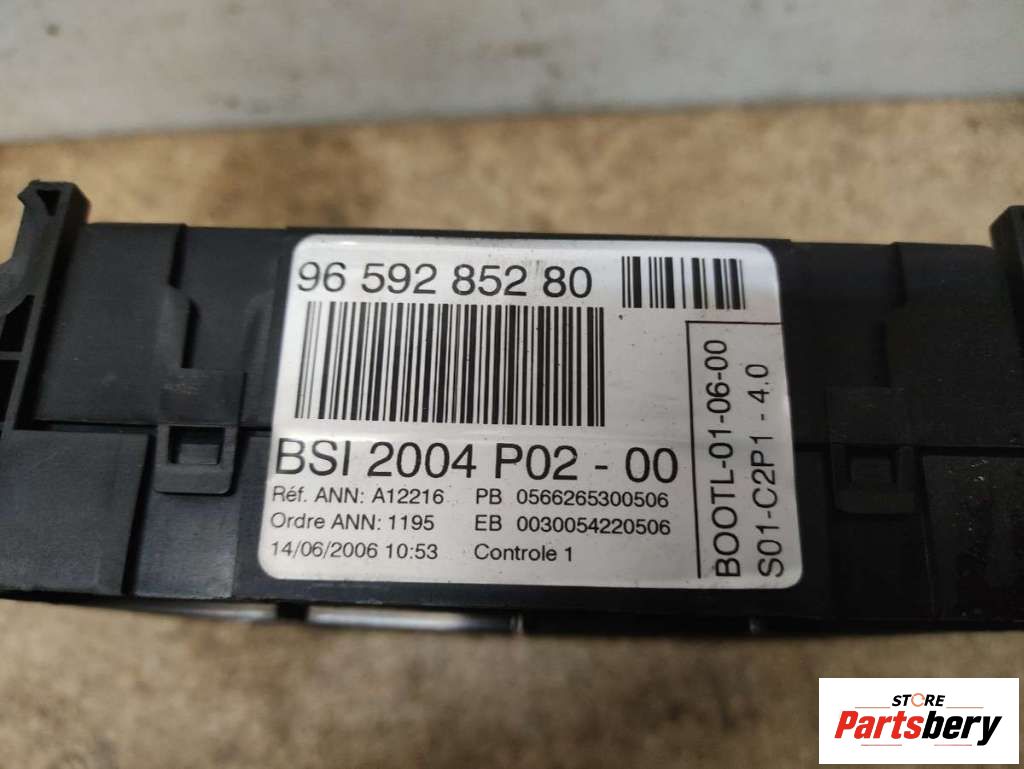 96 592 852 80
BSI 2004 P02 - 00
Réf. ANN: A12216 PB 0566265300506
Ordre ANN: 1195 EB 0030054220506
14/06/2006 10:53 Controle 1
BOOTL-01-06-00
S01-C2P1 - 4.0
STORE
Partsbery